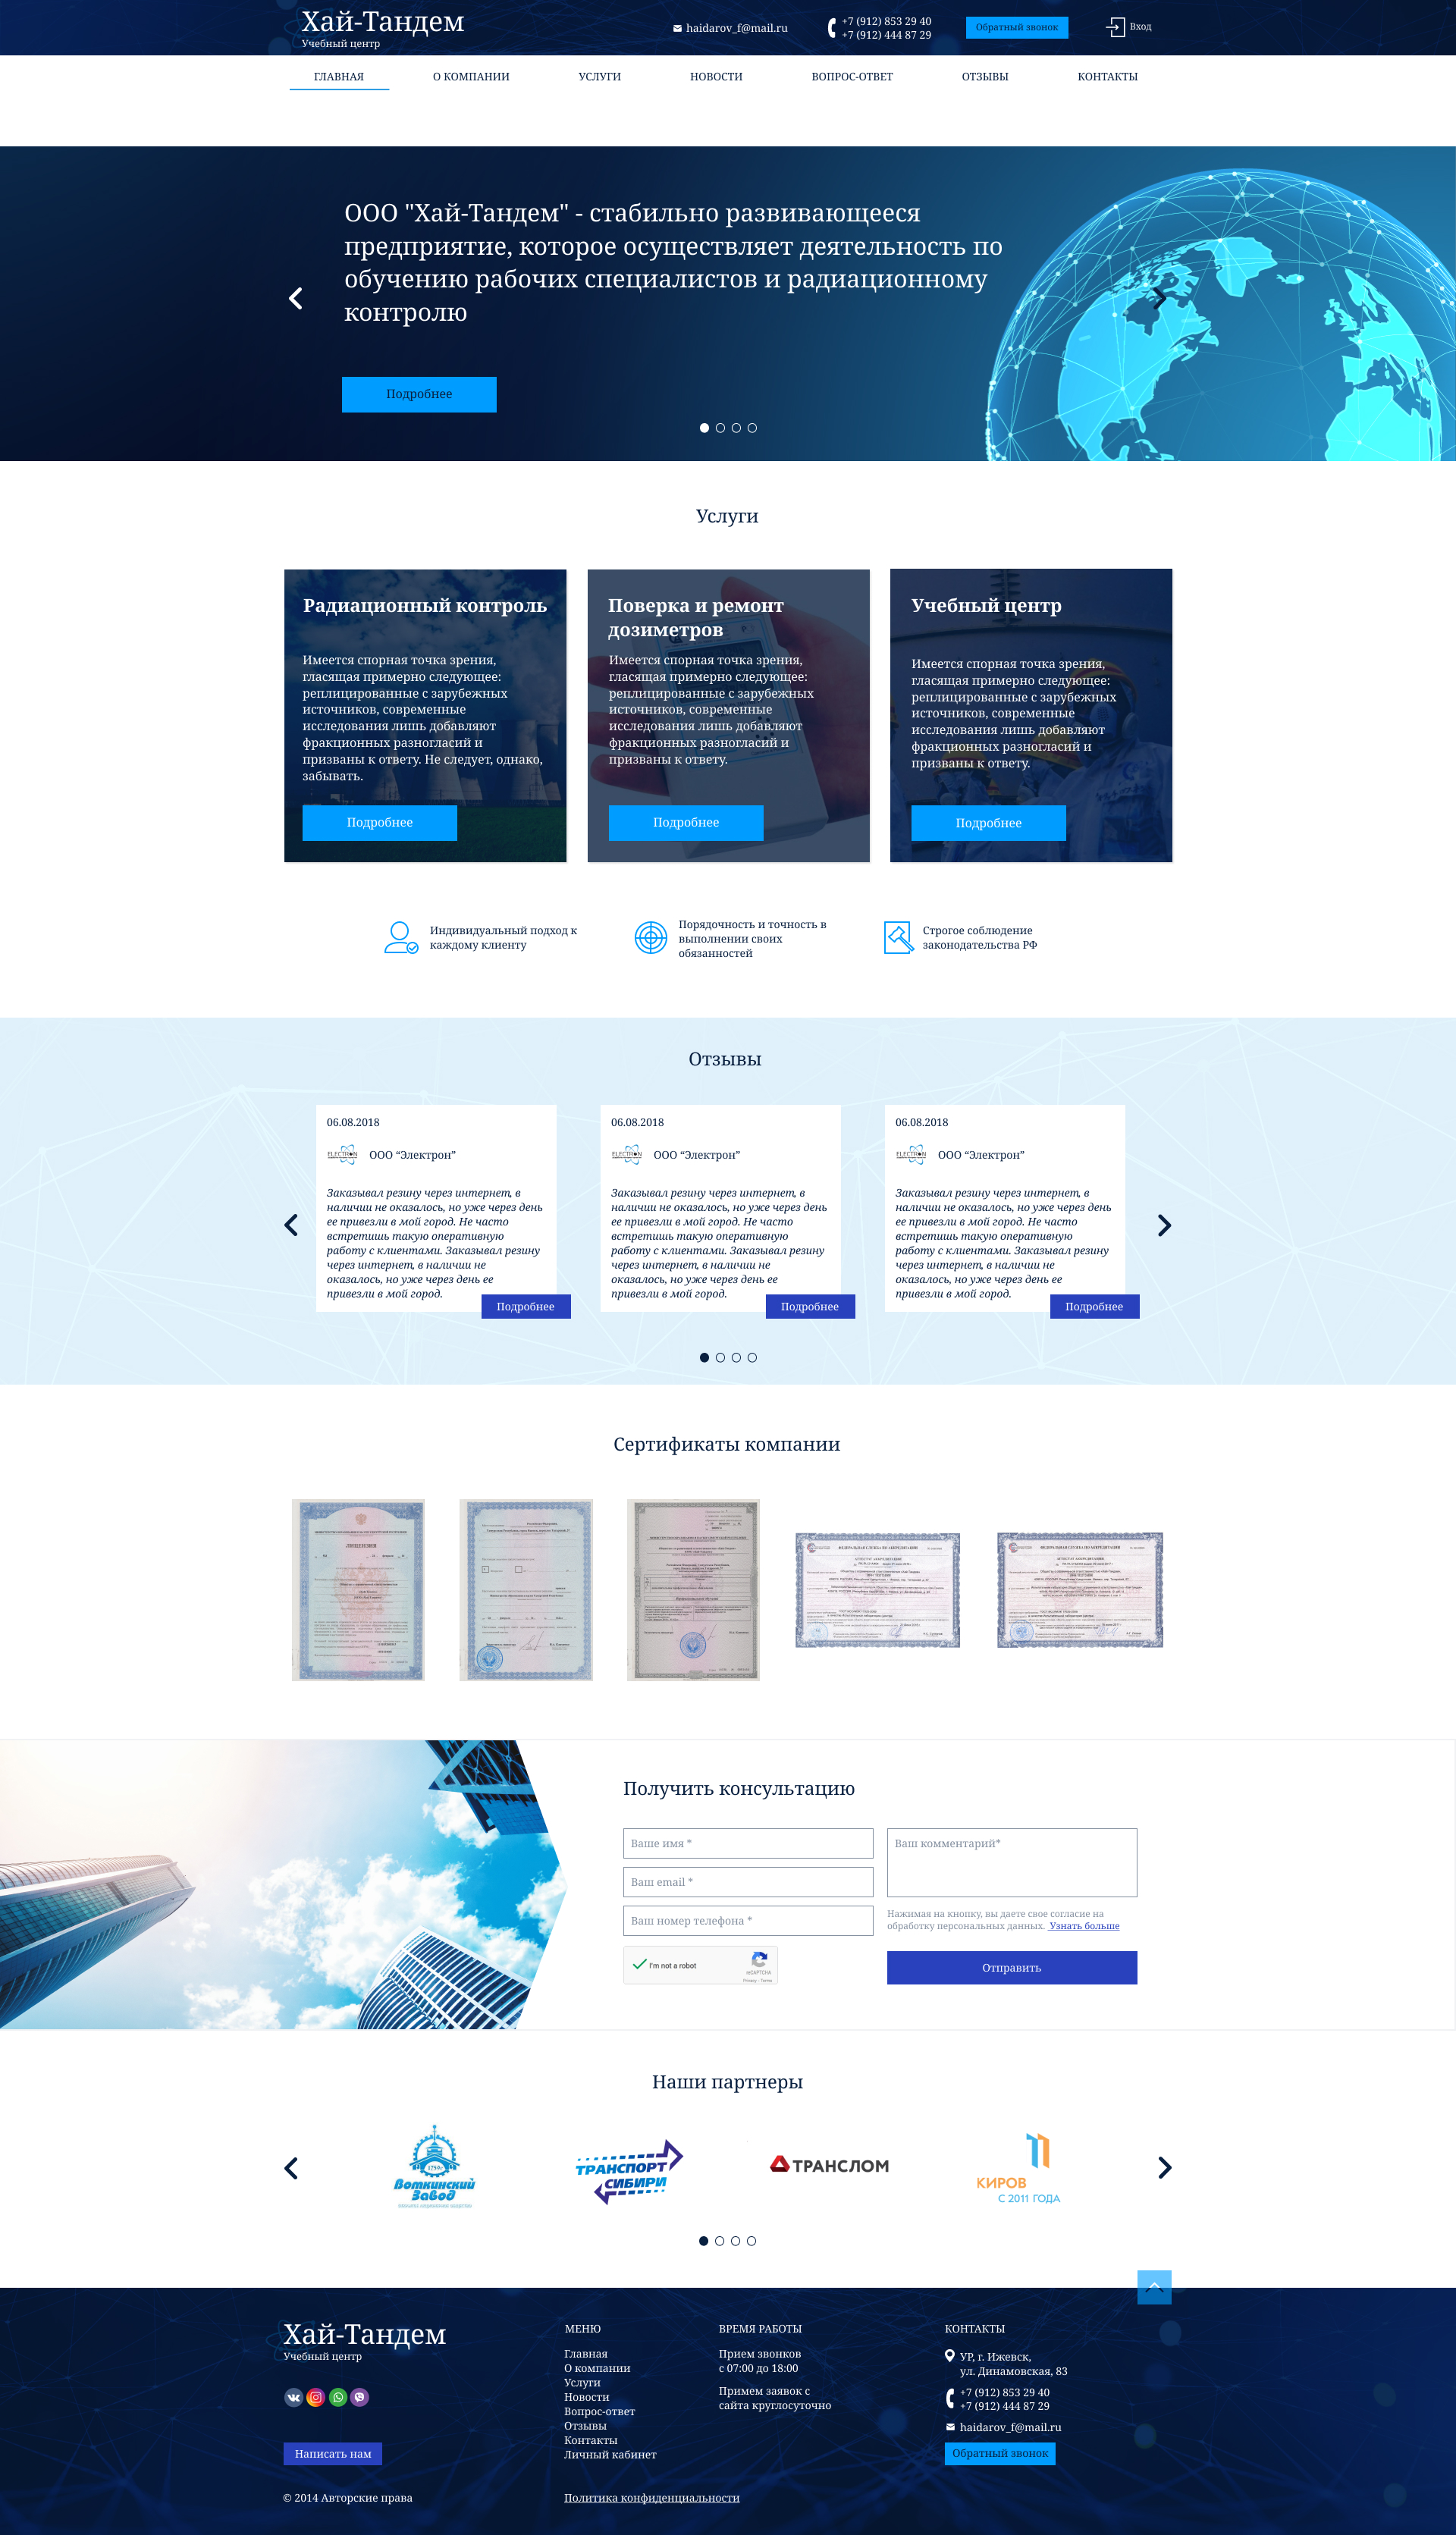 Хай-Тандем
Учебный центр
haidarov_f@mail.ru
+7 (912) 853 29 40
+7 (912) 444 87 29
Обратный звонок
Вход
ГЛАВНАЯ
О КОМПАНИИ
УСЛУГИ
НОВОСТИ
ВОПРОС-ОТВЕТ
ОТЗЫВЫ
КОНТАКТЫ
ООО "Хай-Тандем" - стабильно развивающееся
предприятие, которое осуществляет деятельность по
обучению рабочих специалистов и радиационному
контролю
Подробнее
Услуги
Радиационный контроль
Имеется спорная точка зрения,
гласящая примерно следующее:
реплицированные с зарубежных
источников, современные
исследования лишь добавляют
фракционных разногласий и
призваны к ответу. Не следует, однако,
забывать.
Подробнее
Поверка и ремонт
дозиметров
Имеется спорная точка зрения,
гласящая примерно следующее:
реплицированные с зарубежных
источников, современные
исследования лишь добавляют
фракционных разногласий и
призваны к ответу.
Подробнее
Учебный центр
Имеется спорная точка зрения,
гласящая примерно следующее:
реплицированные с зарубежных
источников, современные
исследования лишь добавляют
фракционных разногласий и
призваны к ответу.
Подробнее
Индивидуальный подход к
каждому клиенту
Порядочность и точность в
выполнении своих
обязанностей
Строгое соблюдение
законодательства РФ
Отзывы
06.08.2018
ELECTRON
ООО “Электрон”
Заказывал резину через интернет, в
наличии не оказалось, но уже через день
ее привезли в мой город. Не часто
встретишь такую оперативную
работу с клиентами. Заказывал резину
через интернет, в наличии не
оказалось, но уже через день ее
привезли в мой город.
Подробнее
06.08.2018
ELECTRON
ООО “Электрон”
Заказывал резину через интернет, в
наличии не оказалось, но уже через день
ее привезли в мой город. Не часто
встретишь такую оперативную
работу с клиентами. Заказывал резину
через интернет, в наличии не
оказалось, но уже через день ее
привезли в мой город.
Подробнее
06.08.2018
ELECTRON
ООО “Электрон”
Заказывал резину через интернет, в
наличии не оказалось, но уже через день
ее привезли в мой город. Не часто
встретишь такую оперативную
работу с клиентами. Заказывал резину
через интернет, в наличии не
оказалось, но уже через день ее
привезли в мой город.
Подробнее
Сертификаты компании
ЛИЦЕНЗИЯ
ФЕДЕРАЛЬНАЯ СЛУЖБА ПО АККРЕДИТАЦИИ
АТТЕСТАТ АККРЕДИТАЦИИ
ФЕДЕРАЛЬНАЯ СЛУЖБА ПО АККРЕДИТАЦИИ
АТТЕСТАТ АККРЕДИТАЦИИ
Получить консультацию
Ваше имя *
Ваш email *
Ваш номер телефона *
I'm not a robot
reCAPTCHA
Privacy - Terms
Ваш комментарий*
Нажимая на кнопку, вы даете свое согласие на
обработку персональных данных. Узнать больше
Отправить
Наши партнеры
1759г
Воткинский
Завод
ТРАНСПОРТ
СИБИРИ
ТРАНСЛОМ
КИРОВ
С 2011 ГОДА
Хай-Тандем
Учебный центр
Написать нам
© 2014 Авторские права
МЕНЮ
Главная
О компании
Услуги
Новости
Вопрос-ответ
Отзывы
Контакты
Личный кабинет
Политика конфиденциальности
ВРЕМЯ РАБОТЫ
Прием звонков
с 07:00 до 18:00
Примем заявок с
сайта круглосуточно
КОНТАКТЫ
УР, г. Ижевск,
ул. Динамовская, 83
+7 (912) 853 29 40
+7 (912) 444 87 29
haidarov_f@mail.ru
Обратный звонок